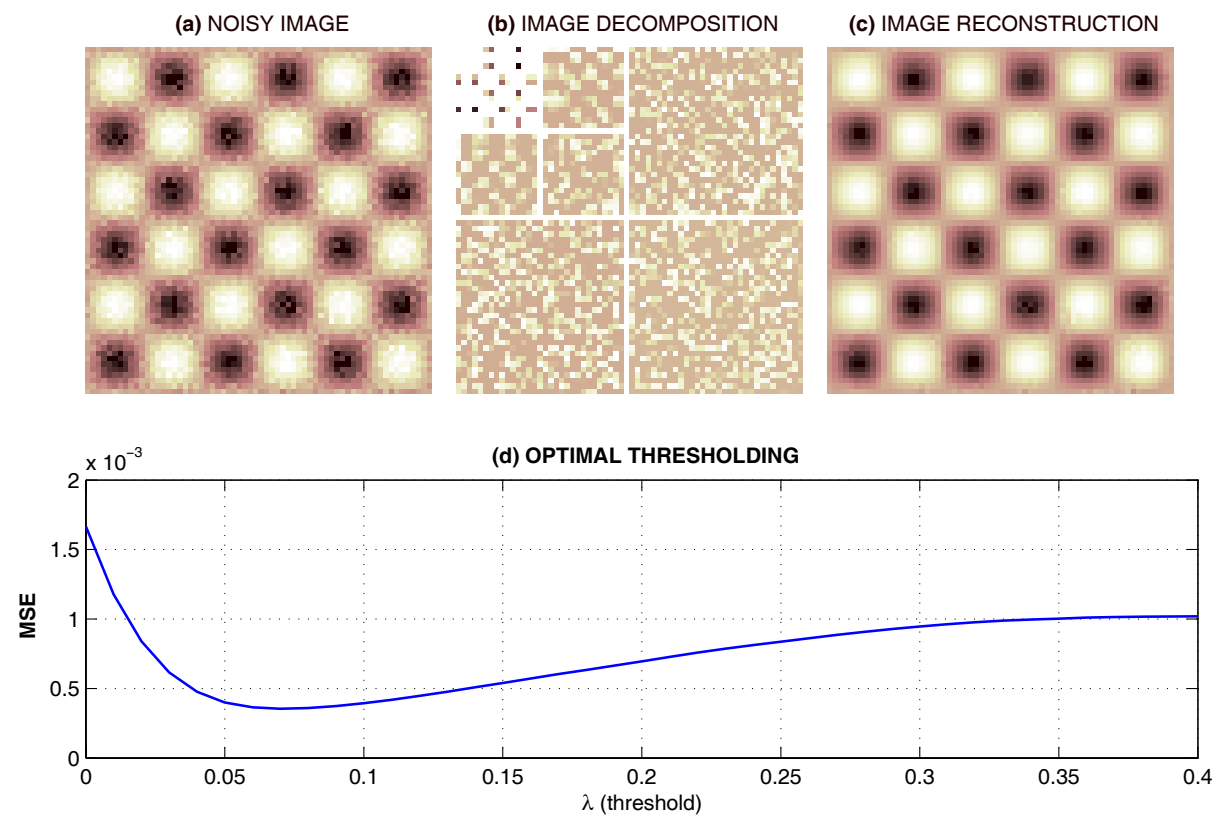 (a) NOISY IMAGE
(b) IMAGE DECOMPOSITION
(c) IMAGE RECONSTRUCTION
(d) OPTIMAL THRESHOLDING
x 10⁻³
2
1.5
1
0.5
0
MSE
0 0.05 0.1 0.15 0.2 0.25 0.3 0.35 0.4
λ (threshold)